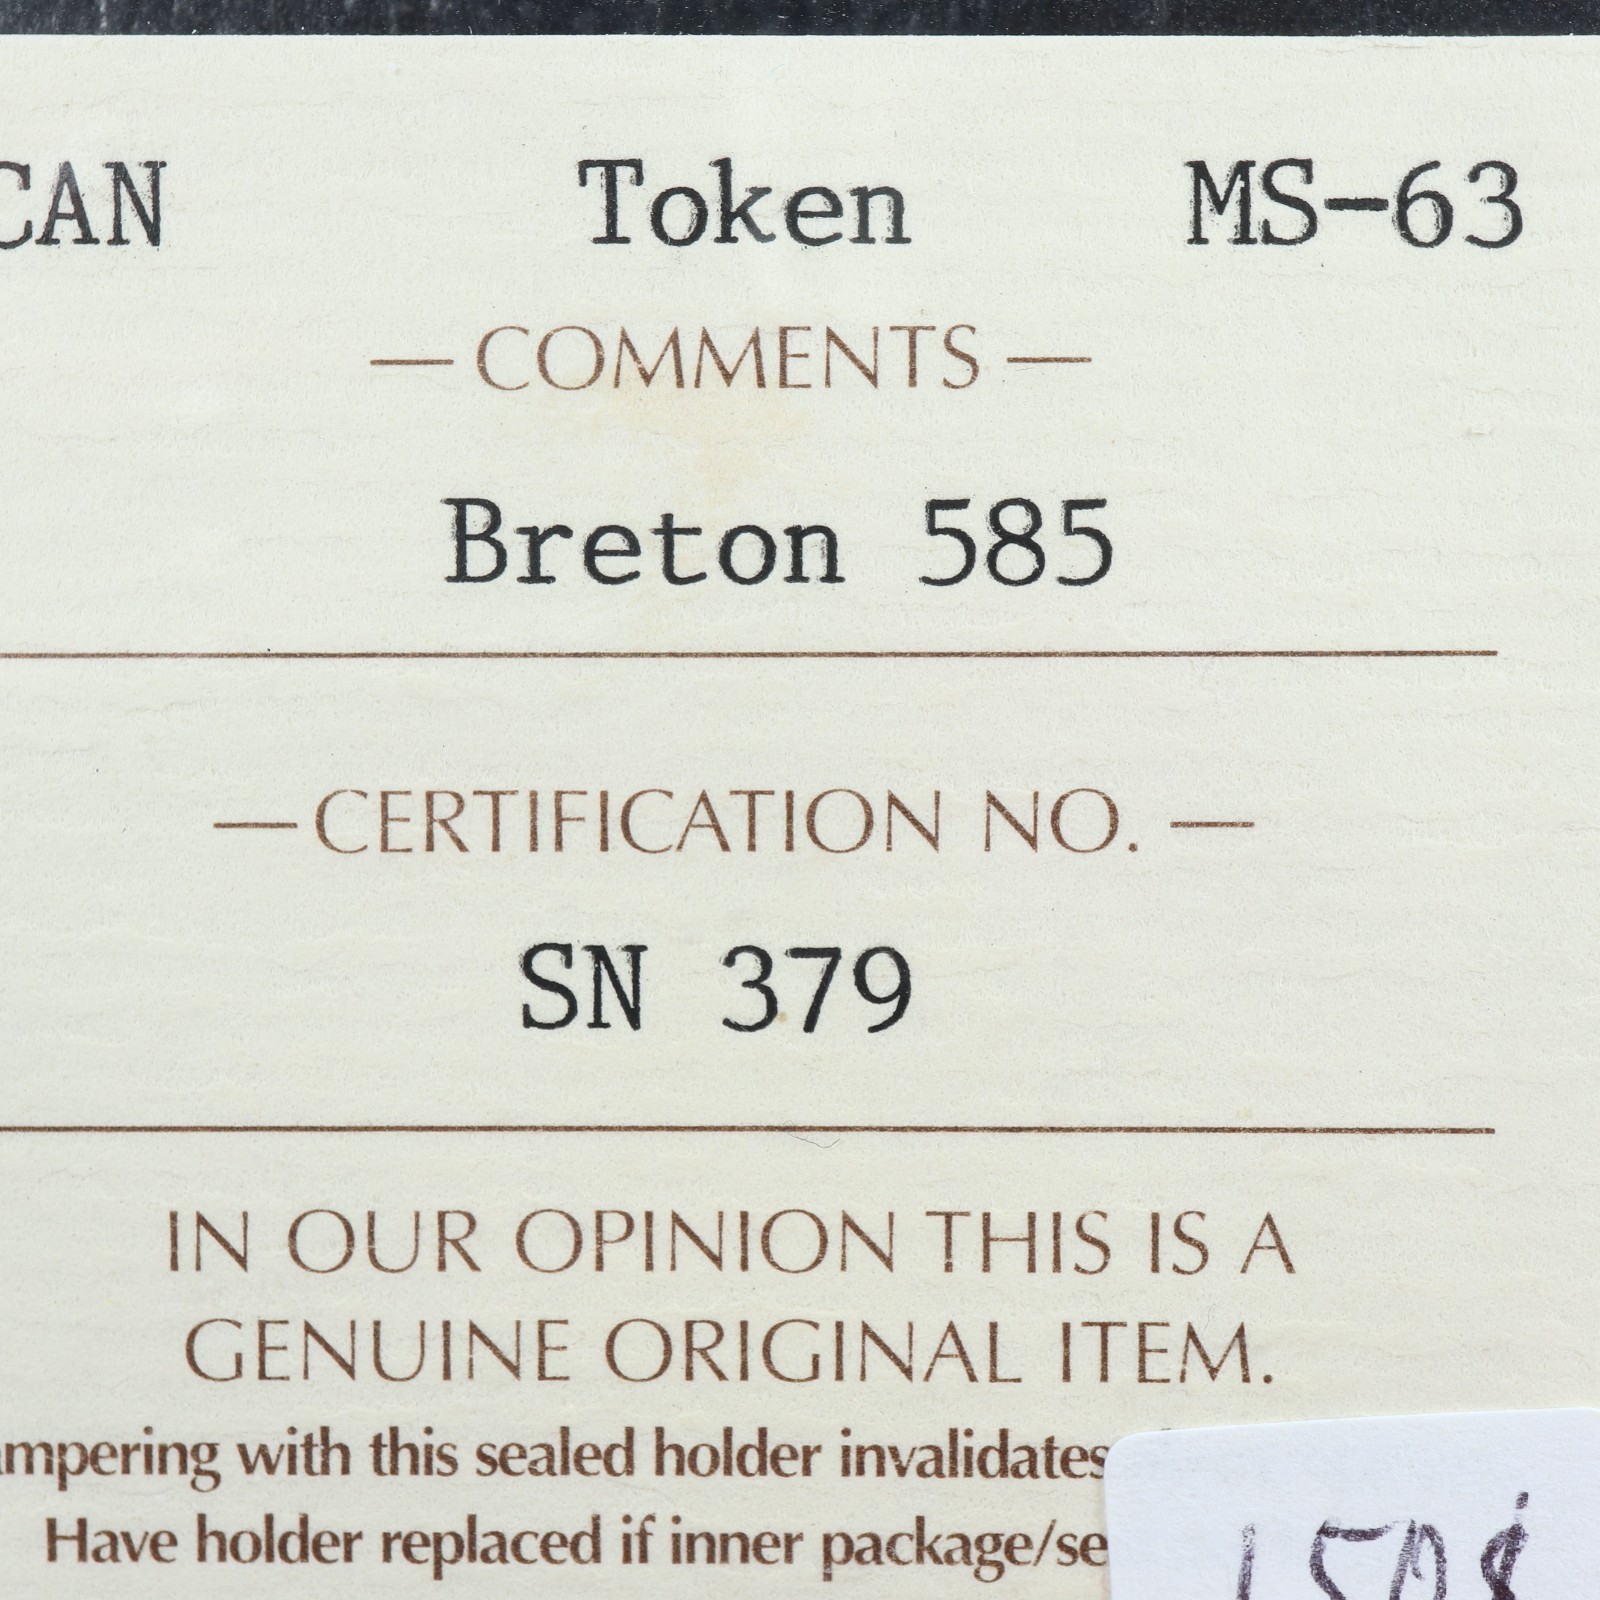 CAN Token MS-63
— COMMENTS —
Breton 585
— CERTIFICATION NO. —
SN 379
IN OUR OPINION THIS IS A
GENUINE ORIGINAL ITEM.
ampering with this sealed holder invalidates
Have holder replaced if inner package/se